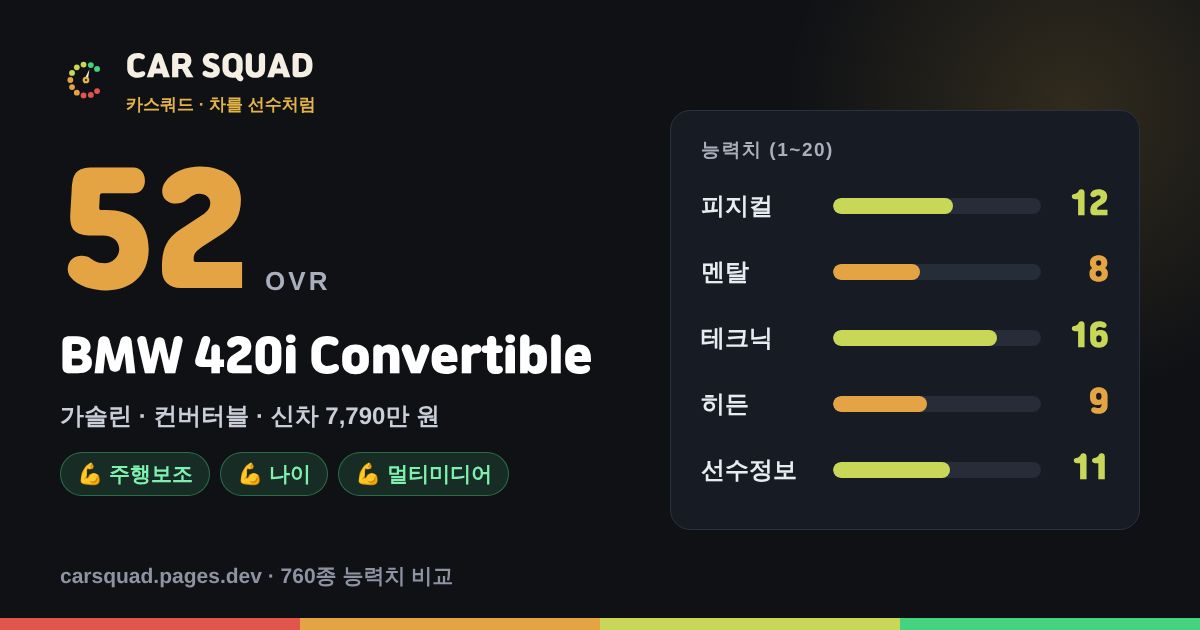 CAR SQUAD
카스쿼드 · 차를 선수처럼
52 OVR
BMW 420i Convertible
가솔린 · 컨버터블 · 신차 7,790만 원
💪 주행보조 💪 나이 💪 멀티미디어
carsquad.pages.dev · 760종 능력치 비교
능력치 (1~20)
피지컬 12
멘탈 8
테크닉 16
히든 9
선수정보 11